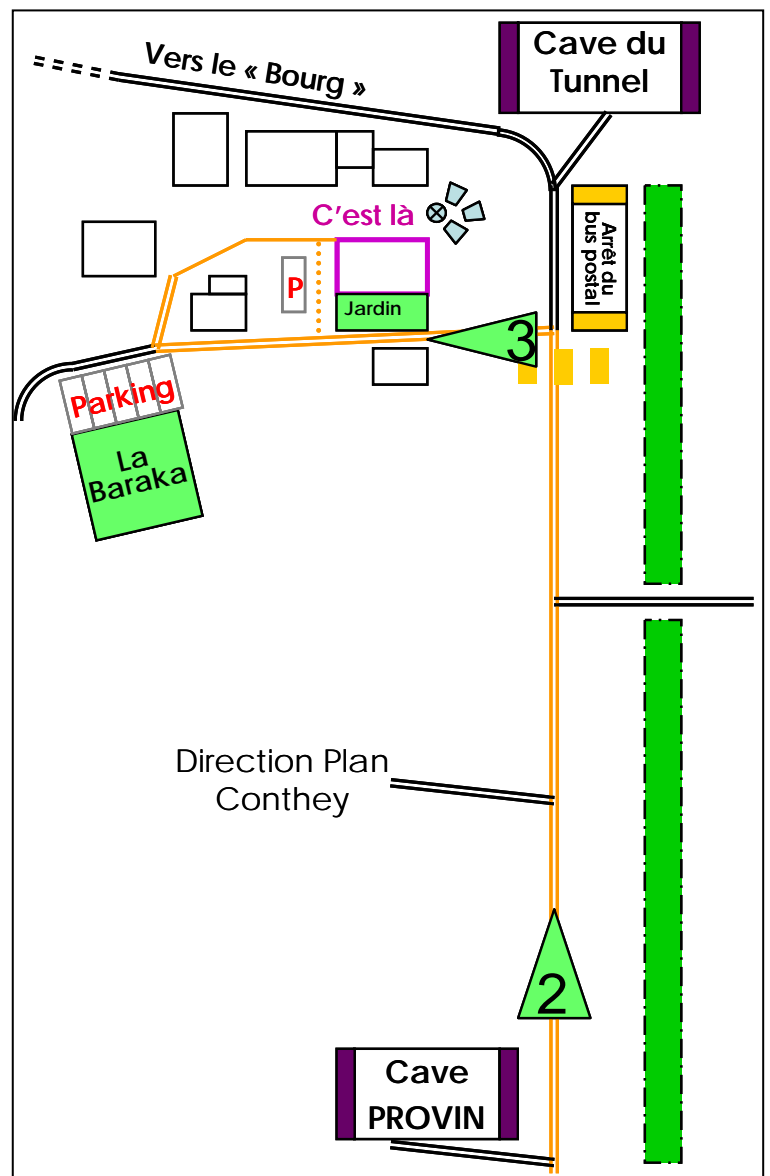 Vers le « Bourg »
Cave du
Tunnel
C'est là
Arrêt du
bus postal
P
Jardin
3
Parking
La
Baraka
Direction Plan
Conthey
2
Cave
PROVIN